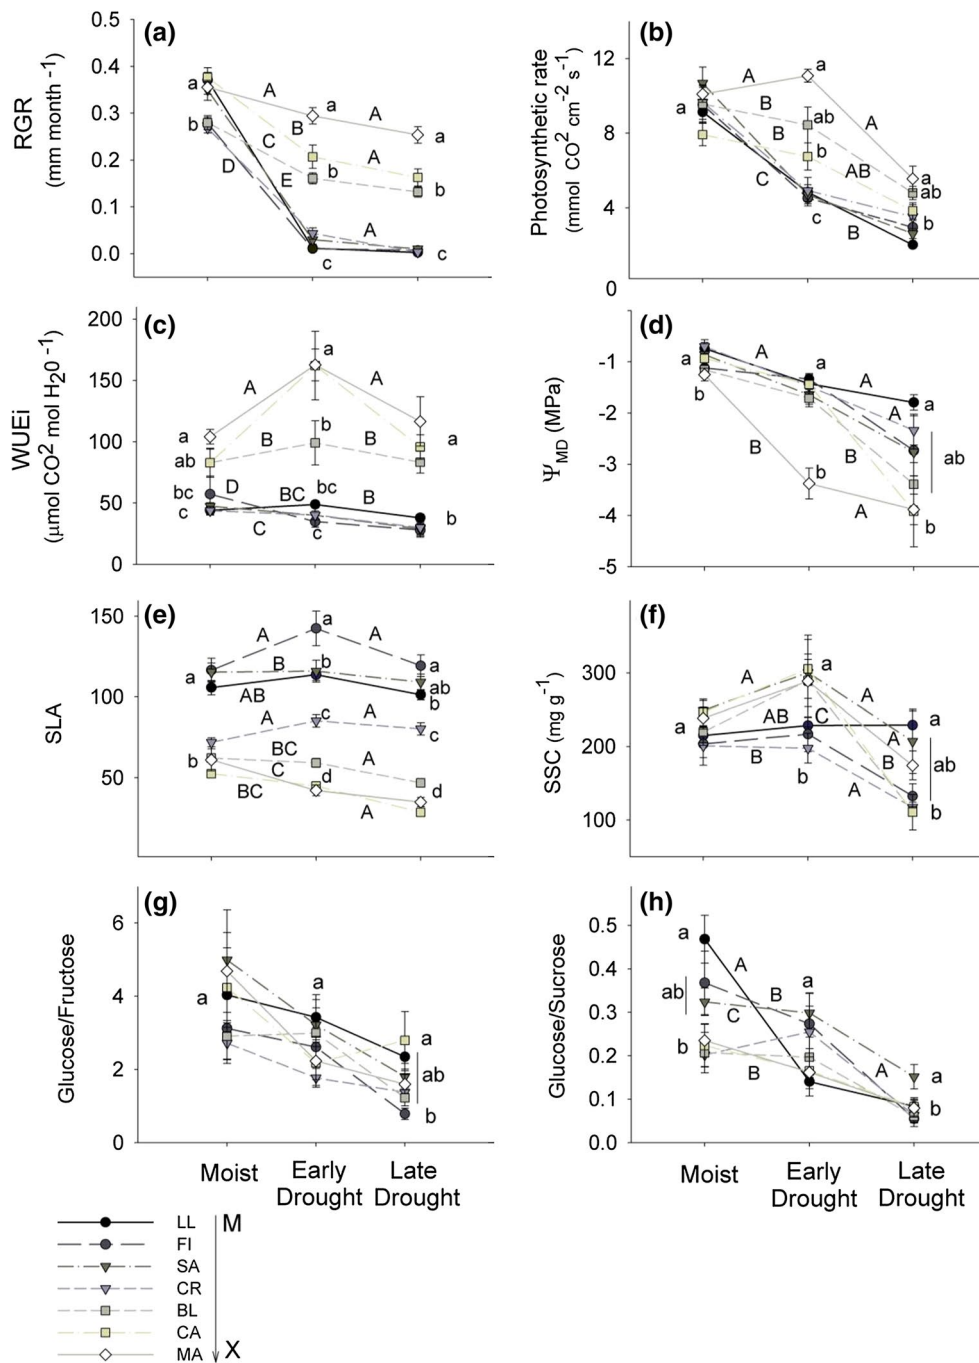 (a)
RGR
(mm month -1)
0.5
0.4
0.3
0.2
0.1
0.0
a
b
A
B
C
D
E
a
b
c
A
A
A
a
b
c
(b)
Photosynthetic rate
(mmol CO2 cm-2 s-1)
12
8
4
0
a
A
B
B
C
a
ab
b
c
A
AB
B
a
ab
b
(c)
WUEi
(µmol CO2 mol H20 -1)
200
150
100
50
0
a
ab
bc
c
A
B
D
BC
C
a
b
bc
c
A
B
B
a
b
(d)
ΨMD (MPa)
-1
-2
-3
-4
-5
a
b
A
B
a
b
A
A
B
A
a
ab
b
(e)
SLA
150
100
50
a
b
A
B
AB
A
BC
C
BC
a
b
c
d
A
A
A
A
a
ab
b
c
d
(f)
SSC (mg g-1)
300
200
100
a
A
AB
B
a
b
C
A
A
B
A
a
ab
b
(g)
Glucose/Fructose
6
4
2
0
a
a
a
ab
b
Moist
Early
Drought
Late
Drought
(h)
Glucose/Sucrose
0.5
0.4
0.3
0.2
0.1
0.0
a
ab
b
A
B
C
B
A
a
b
Moist
Early
Drought
Late
Drought
LL
FI
SA
CR
BL
CA
MA
M
X